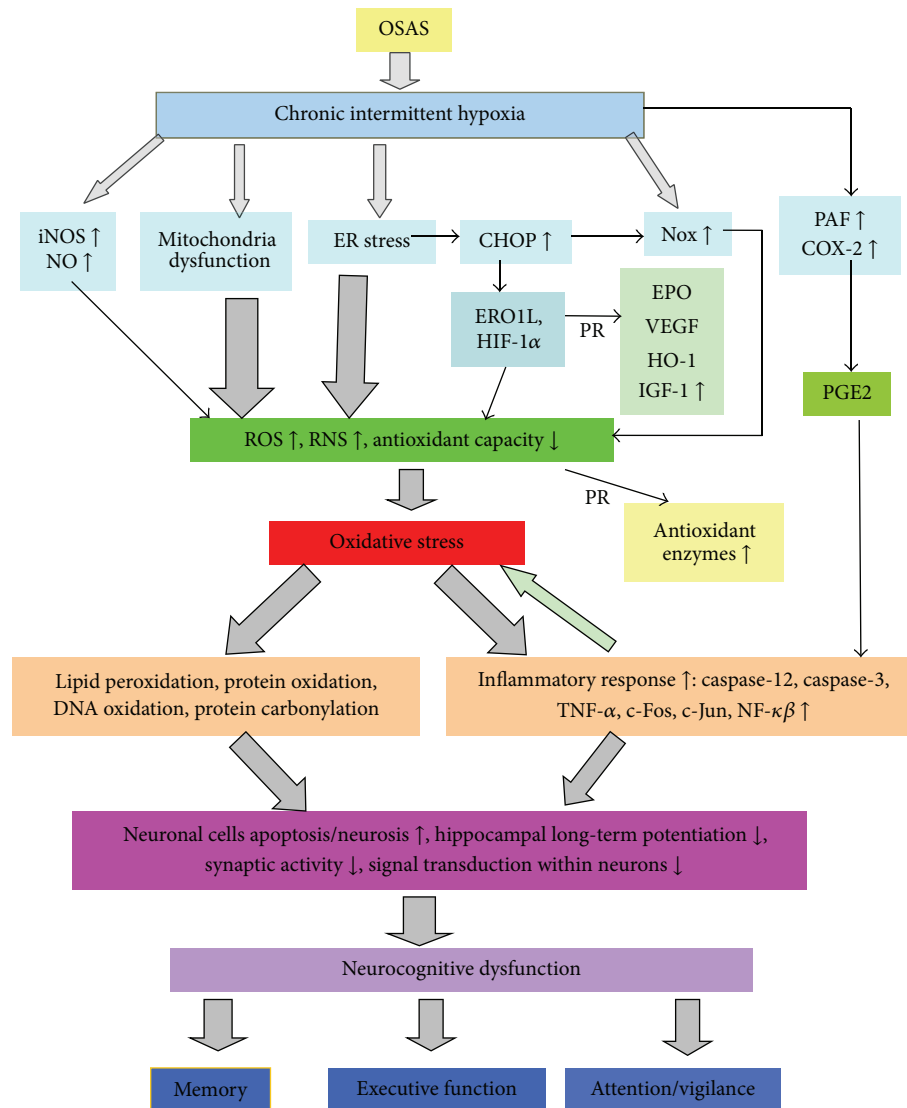 OSAS
Chronic intermittent hypoxia
iNOS ↑
NO ↑
Mitochondria
dysfunction
ER stress
CHOP ↑
Nox ↑
PAF ↑
COX-2 ↑
ERO1L,
HIF-1α
PR
EPO
VEGF
HO-1
IGF-1 ↑
PGE2
ROS ↑, RNS ↑, antioxidant capacity ↓
PR
Antioxidant
enzymes ↑
Oxidative stress
Lipid peroxidation, protein oxidation,
DNA oxidation, protein carbonylation
Inflammatory response ↑: caspase-12, caspase-3,
TNF-α, c-Fos, c-Jun, NF-κβ ↑
Neuronal cells apoptosis/neurosis ↑, hippocampal long-term potentiation ↓,
synaptic activity ↓, signal transduction within neurons ↓
Neurocognitive dysfunction
Memory
Executive function
Attention/vigilance